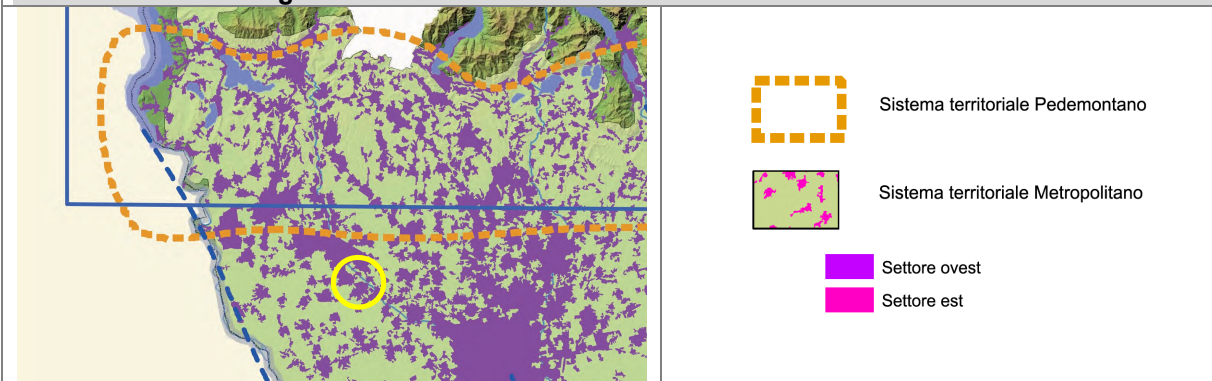 Sistema territoriale Pedemontano
Sistema territoriale Metropolitano
Settore ovest
Settore est